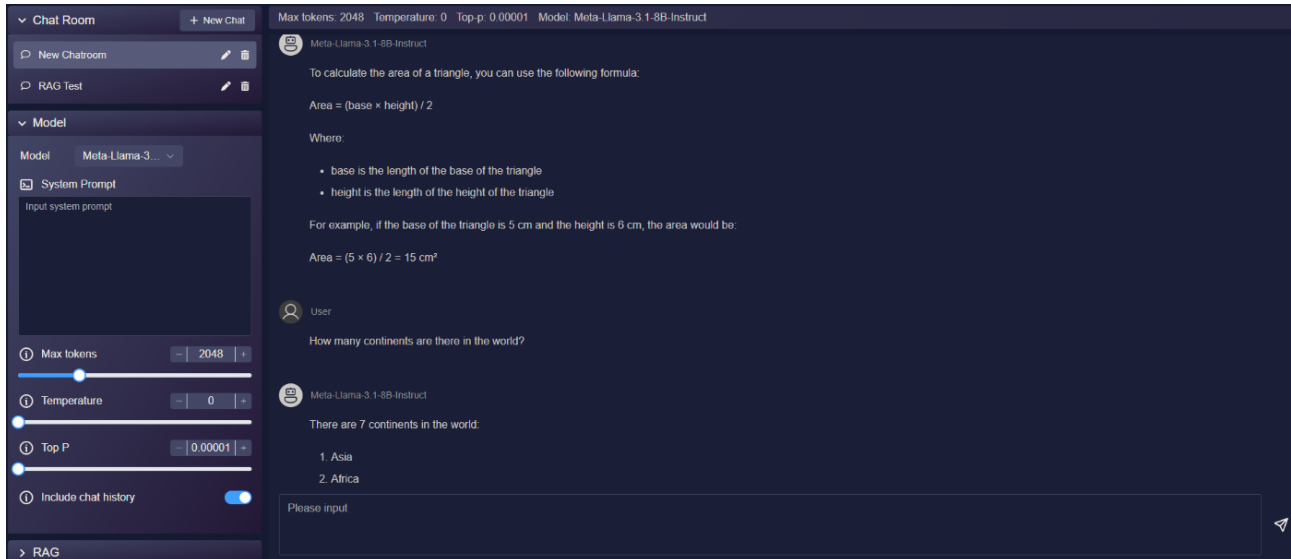 Chat Room
+ New Chat
New Chatroom
RAG Test
Model
Model Meta-Llama-3...
System Prompt
Input system prompt
Max tokens - 2048 +
Temperature - 0 +
Top P - 0.00001 +
Include chat history
RAG
Max tokens: 2048 Temperature: 0 Top-p: 0.00001 Model: Meta-Llama-3.1-8B-Instruct
Meta-Llama-3.1-8B-Instruct
To calculate the area of a triangle, you can use the following formula:
Area = (base × height) / 2
Where:
• base is the length of the base of the triangle
• height is the length of the height of the triangle
For example, if the base of the triangle is 5 cm and the height is 6 cm, the area would be:
Area = (5 × 6) / 2 = 15 cm²
User
How many continents are there in the world?
Meta-Llama-3.1-8B-Instruct
There are 7 continents in the world:
1. Asia
2. Africa
Please input